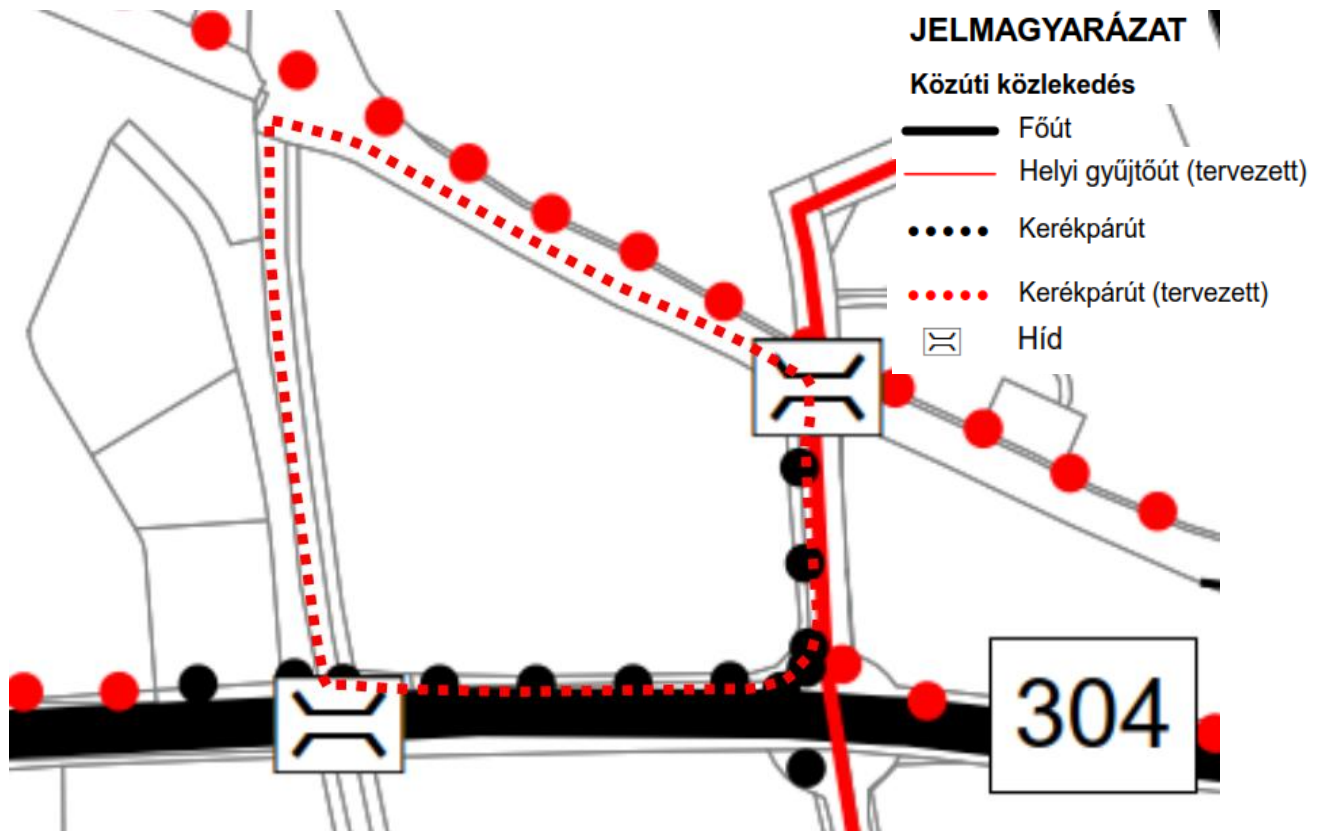 JELMAGYARÁZAT
Közúti közlekedés
Főút
Helyi gyűjtőút (tervezett)
Kerékpárút
Kerékpárút (tervezett)
Híd
304